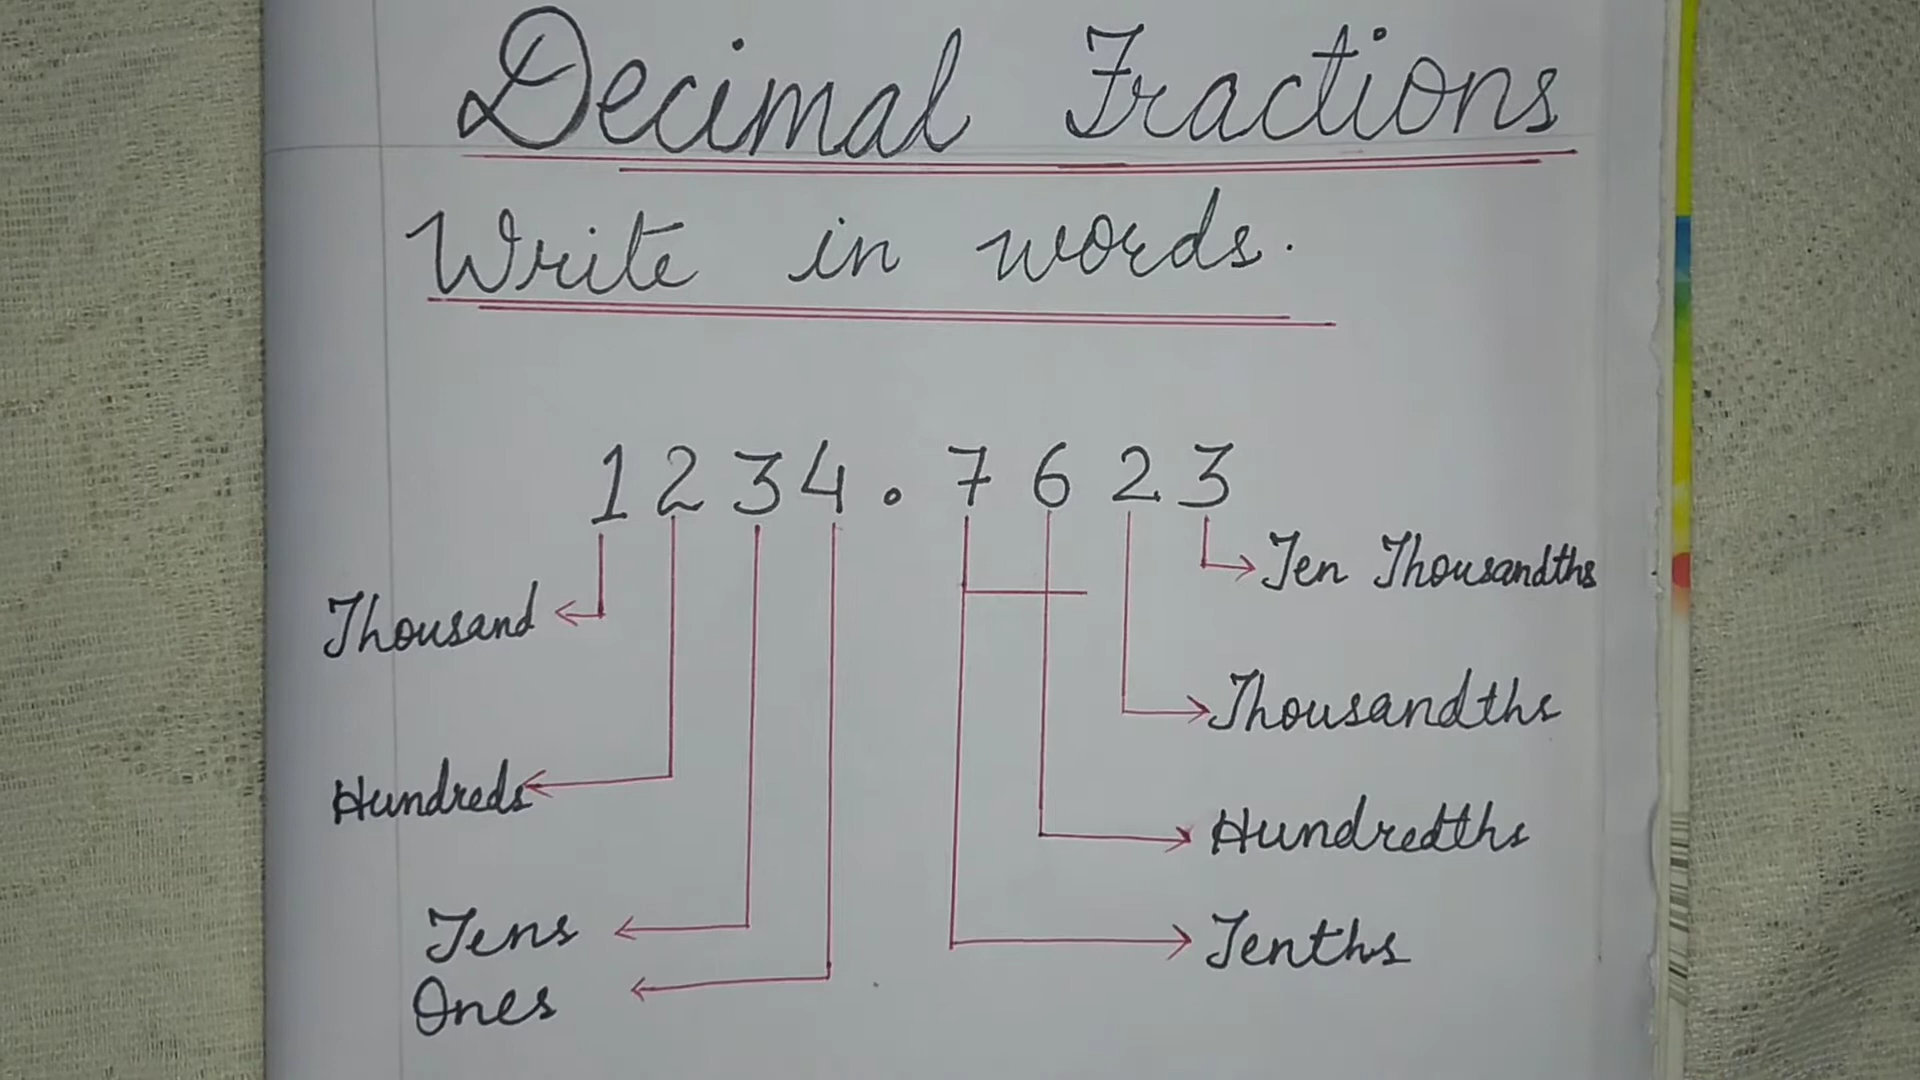 Decimal Fractions
Write in words.
1234.7623
Ten Thousandths
Thousand
Thousandths
Hundreds
Hundredths
Tens
Tenths
Ones